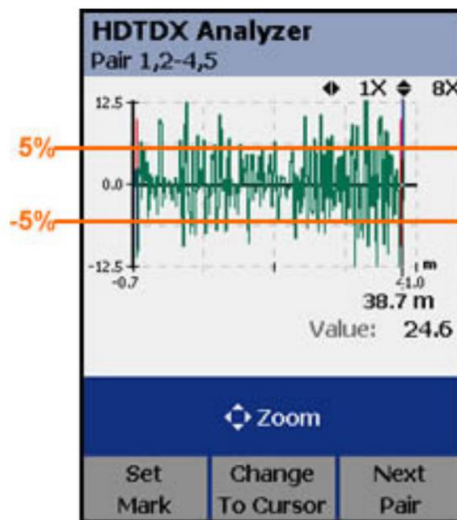 HDTDX Analyzer
Pair 1,2-4,5
1X 8X
12.5
5%
0.0
-5%
-12.5
m
-0.7 41.0
38.7 m
Value: 24.6
Zoom
Set Mark
Change To Cursor
Next Pair